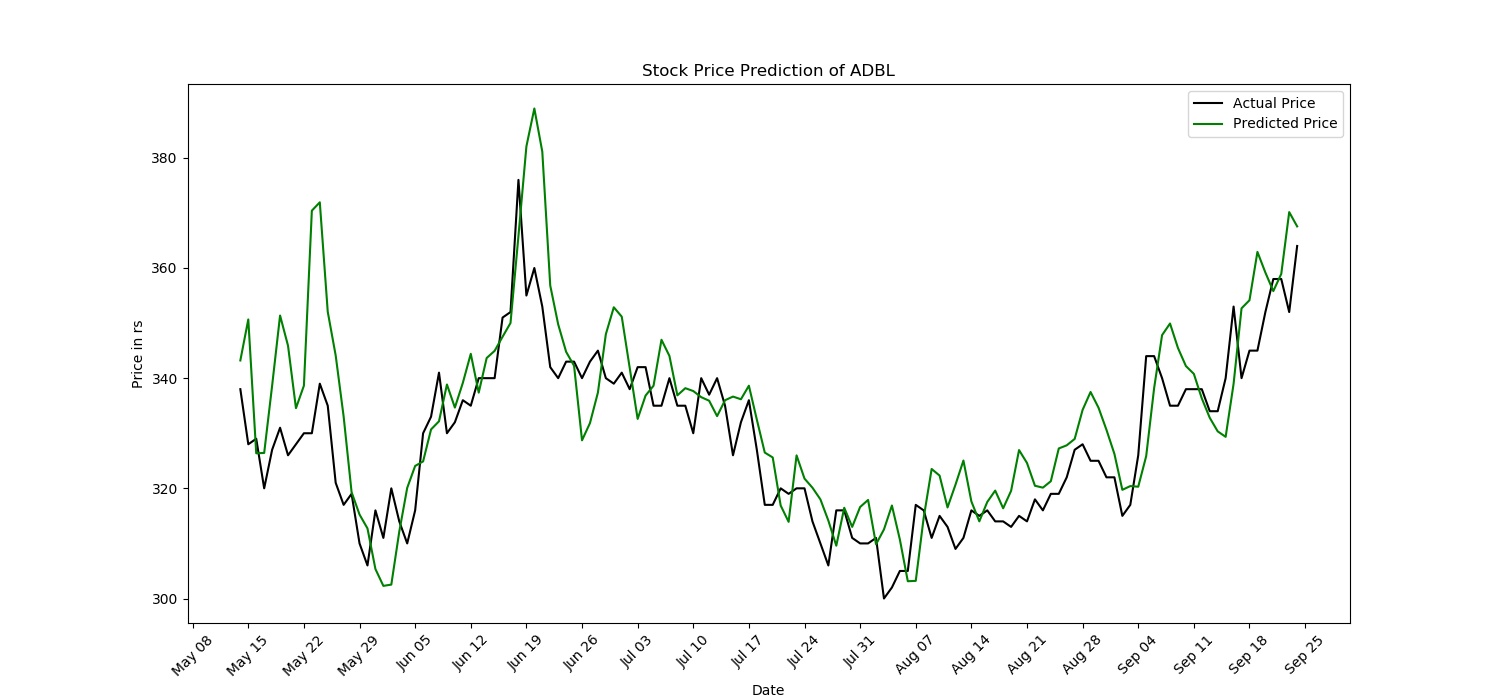 Stock Price Prediction of ADBL
Actual Price
Predicted Price
Price in rs
380
360
340
320
300
May 08
May 15
May 22
May 29
Jun 05
Jun 12
Jun 19
Jun 26
Jul 03
Jul 10
Jul 17
Jul 24
Jul 31
Aug 07
Aug 14
Aug 21
Aug 28
Sep 04
Sep 11
Sep 18
Sep 25
Date